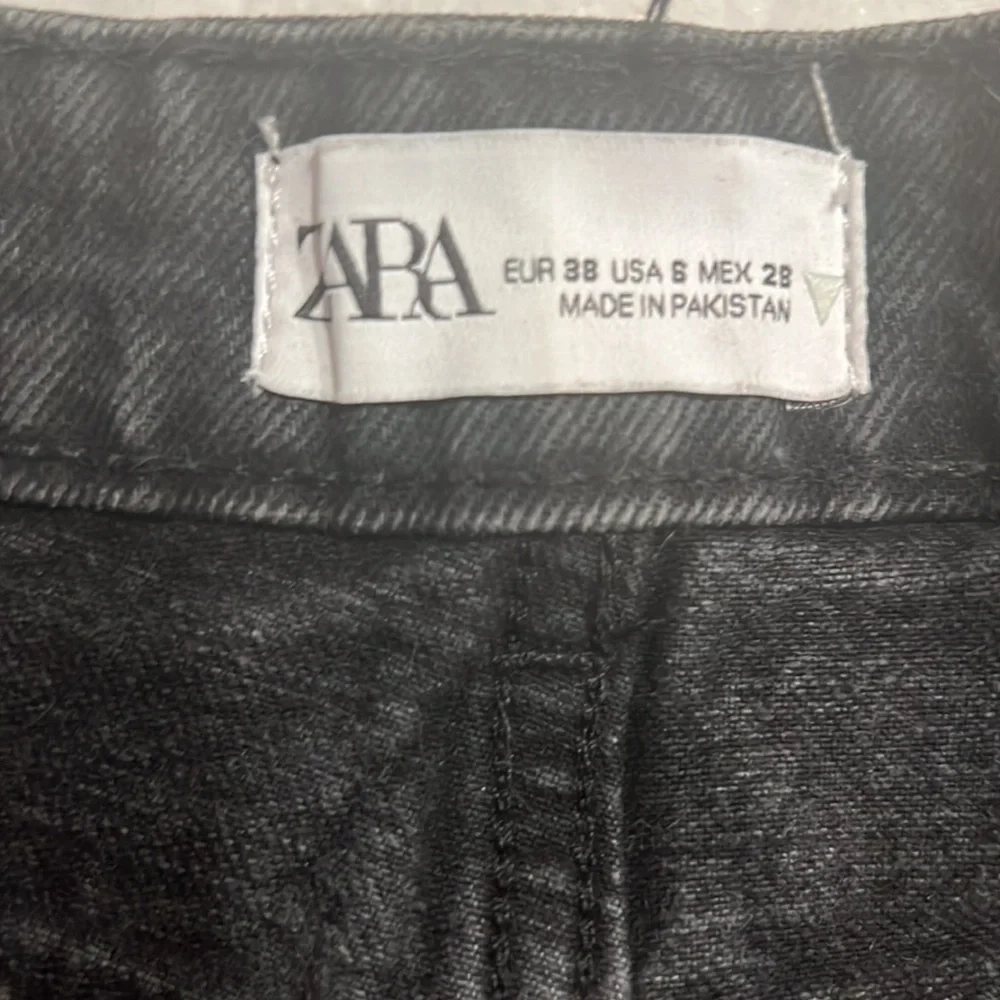 ZARA
EUR 38 USA 6 MEX 28
MADE IN PAKISTAN